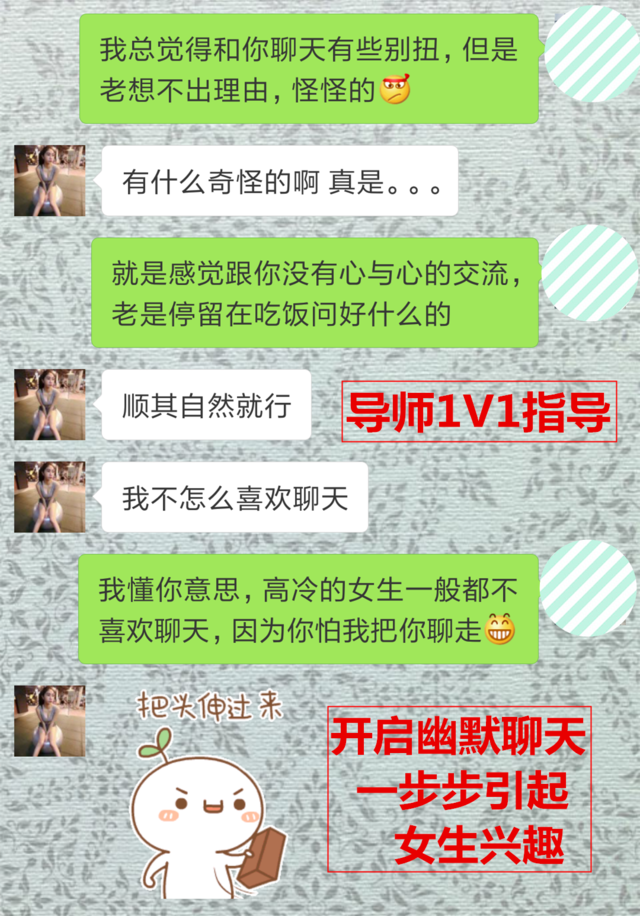 我总觉得和你聊天有些别扭，但是
老想不出理由，怪怪的
有什么奇怪的啊 真是。。。
就是感觉跟你没有心与心的交流，
老是停留在吃饭问好什么的
顺其自然就行
导师1V1指导
我不怎么喜欢聊天
我懂你意思，高冷的女生一般都不
喜欢聊天，因为你怕我把你聊走
把头伸过来
开启幽默聊天
一步步引起
女生兴趣